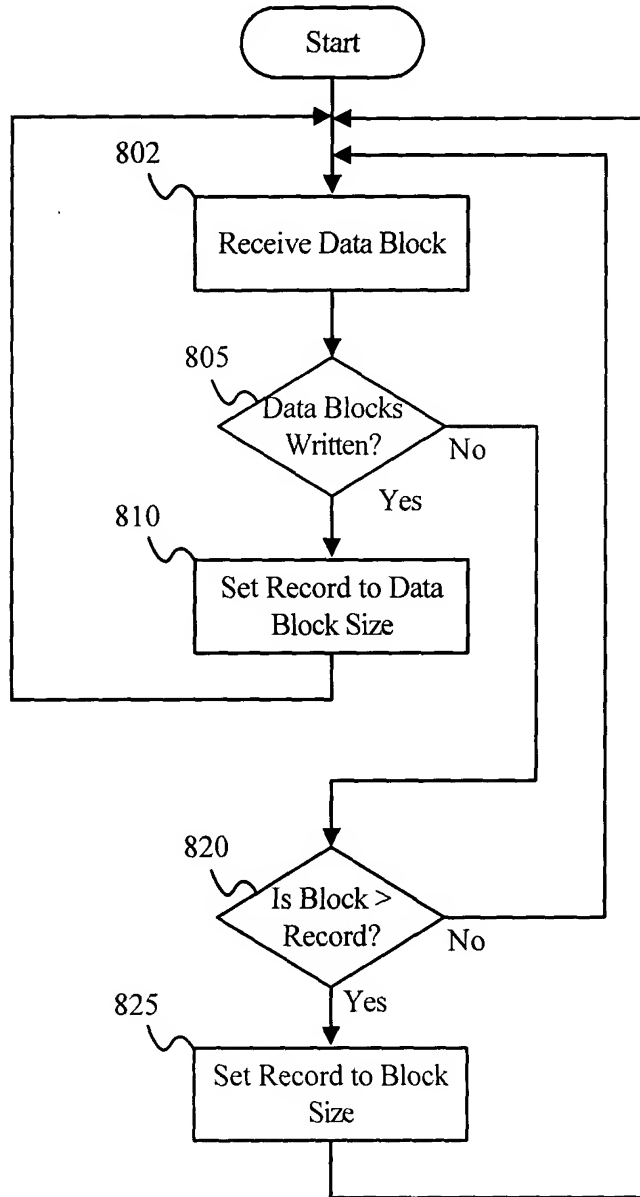 Start
802
Receive Data Block
805
Data Blocks
Written?
No
Yes
810
Set Record to Data
Block Size
820
Is Block >
Record?
No
Yes
825
Set Record to Block
Size